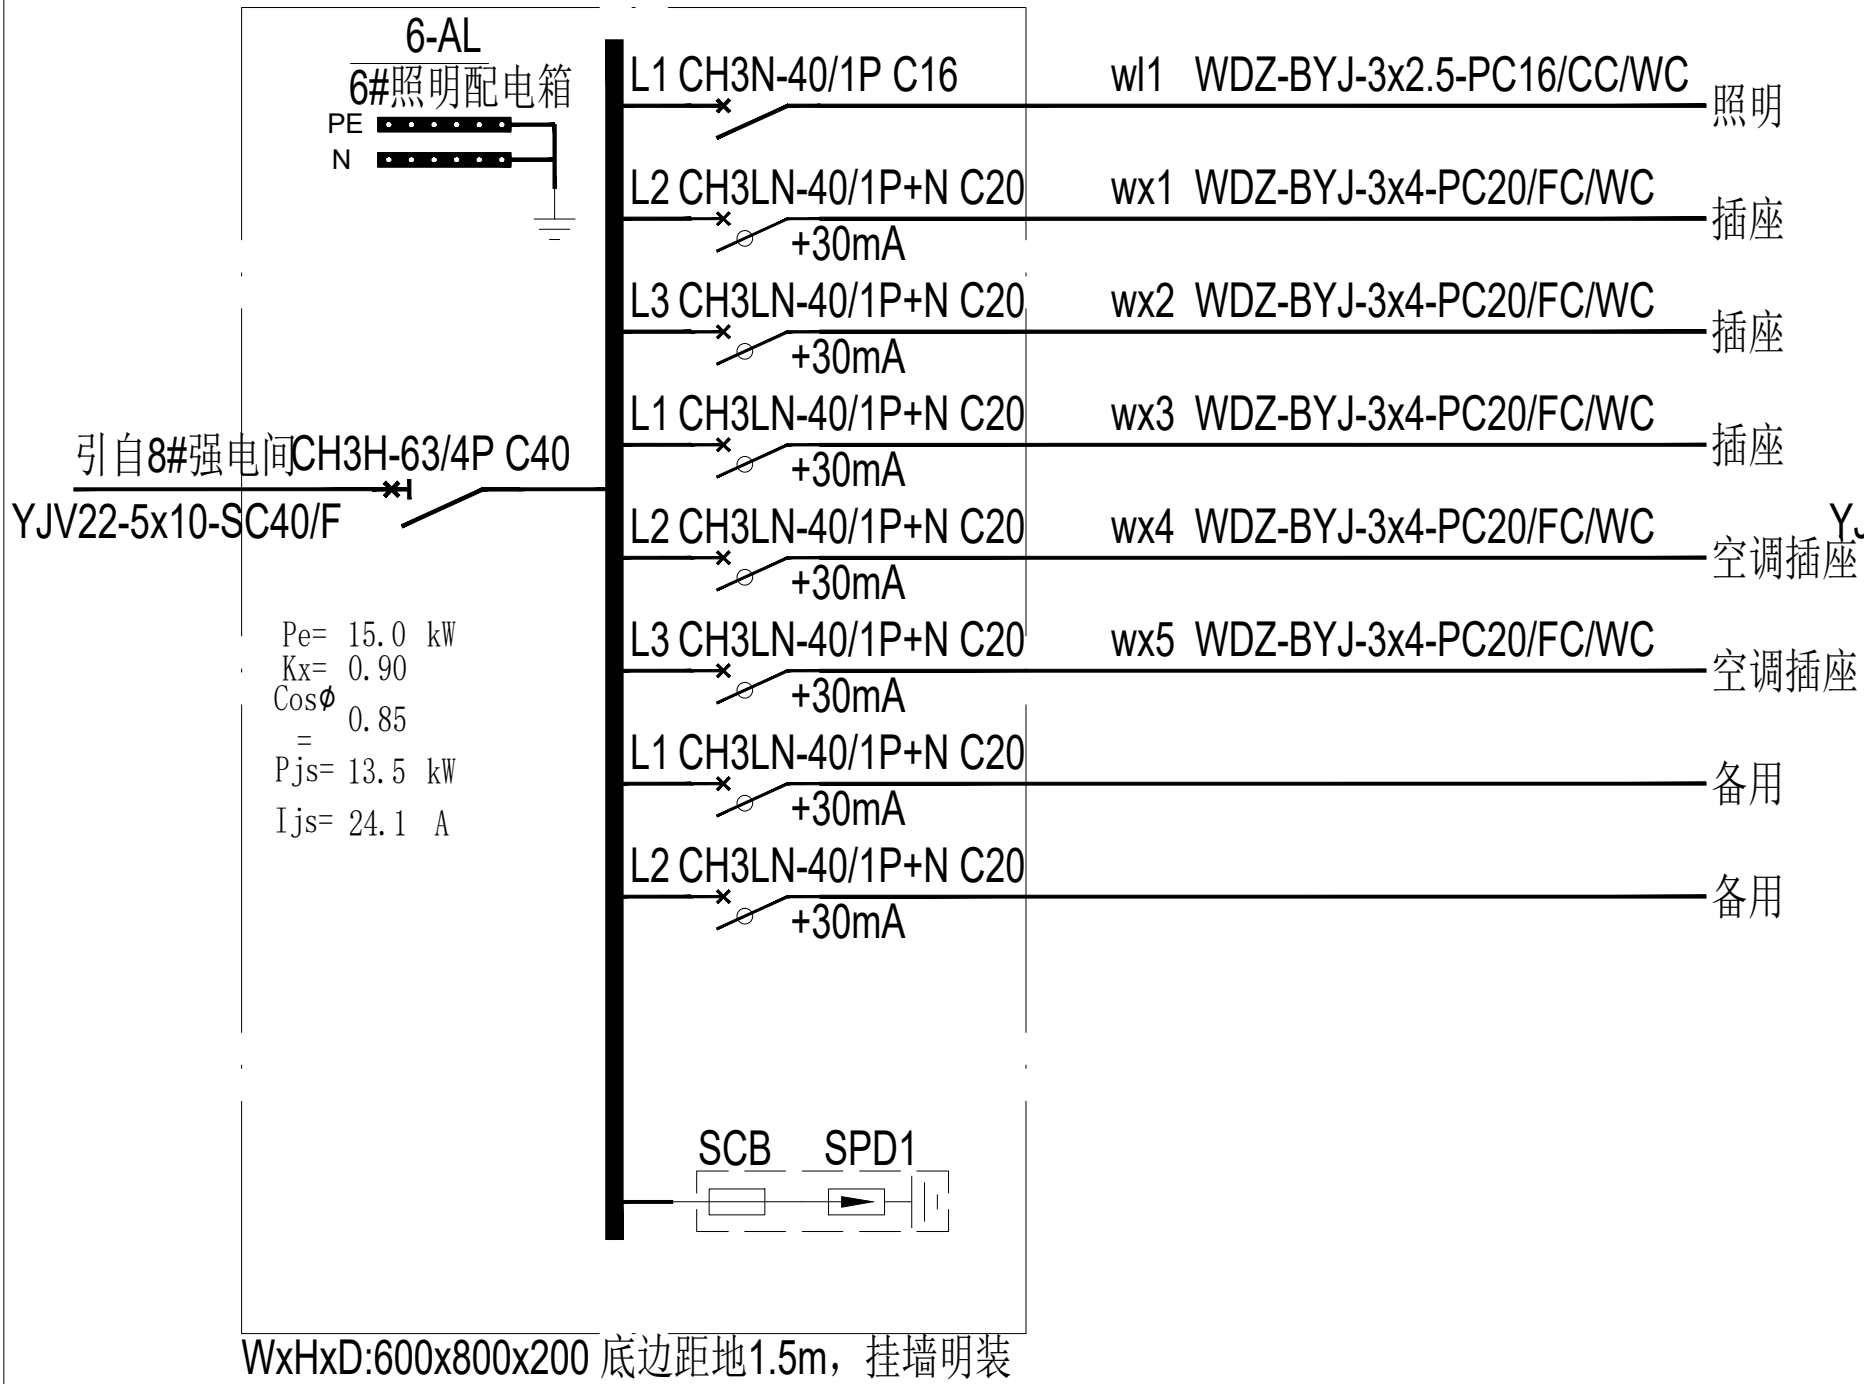 6-AL
6#照明配电箱
PE
N
引自8#强电间
CH3H-63/4P C40
YJV22-5x10-SC40/F
Pe= 15.0 kW
Kx= 0.90
Cosϕ
= 0.85
Pjs= 13.5 kW
Ijs= 24.1 A
L1 CH3N-40/1P C16 wl1 WDZ-BYJ-3x2.5-PC16/CC/WC 照明
L2 CH3LN-40/1P+N C20 wx1 WDZ-BYJ-3x4-PC20/FC/WC 插座
+30mA
L3 CH3LN-40/1P+N C20 wx2 WDZ-BYJ-3x4-PC20/FC/WC 插座
+30mA
L1 CH3LN-40/1P+N C20 wx3 WDZ-BYJ-3x4-PC20/FC/WC 插座
+30mA
L2 CH3LN-40/1P+N C20 wx4 WDZ-BYJ-3x4-PC20/FC/WC 空调插座
+30mA
L3 CH3LN-40/1P+N C20 wx5 WDZ-BYJ-3x4-PC20/FC/WC 空调插座
+30mA
L1 CH3LN-40/1P+N C20 备用
+30mA
L2 CH3LN-40/1P+N C20 备用
+30mA
SCB SPD1
WxHxD:600x800x200 底边距地1.5m，挂墙明装